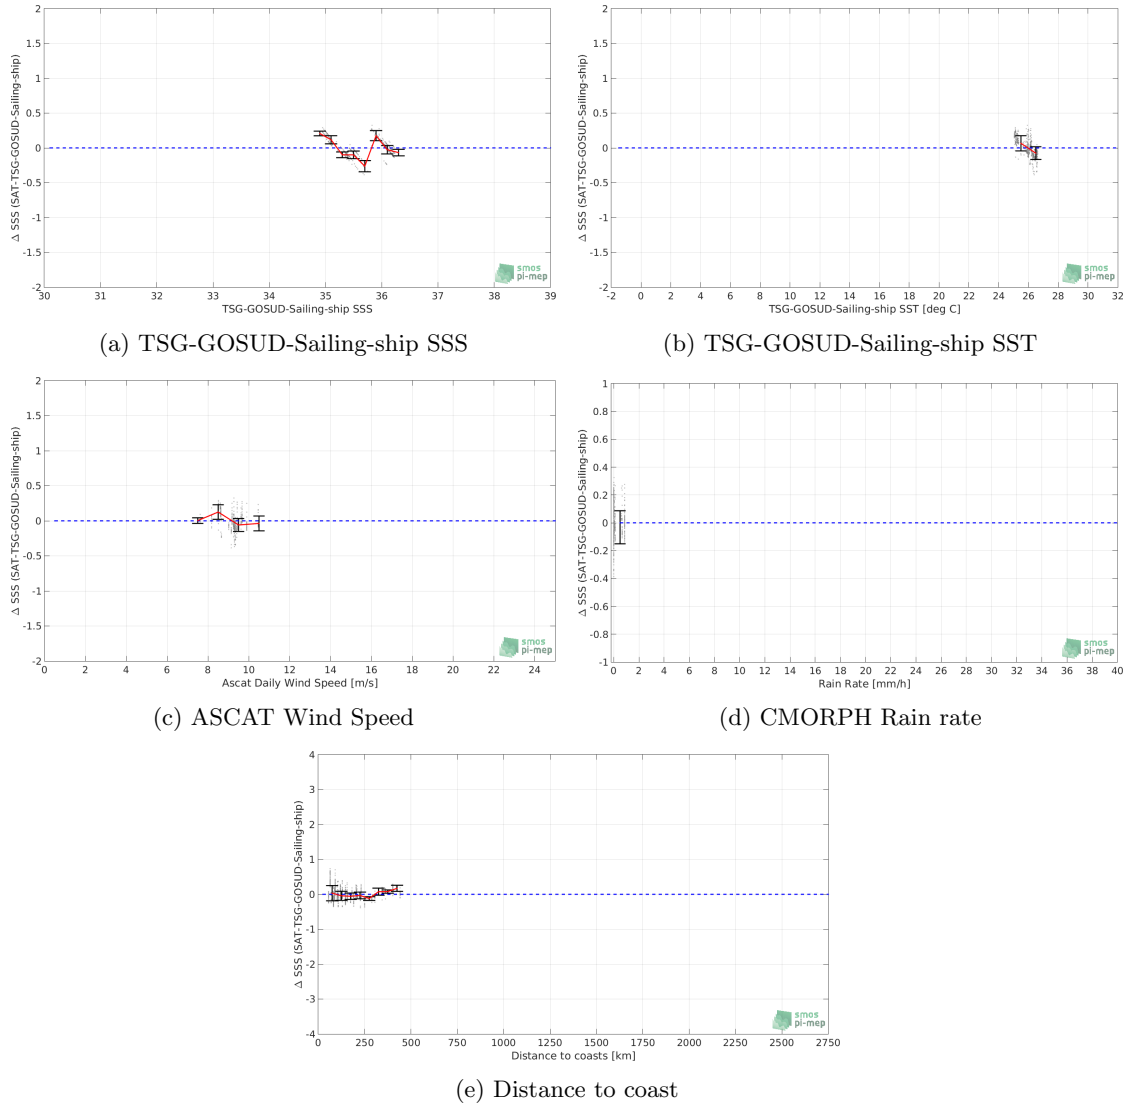 2
1.5
1
0.5
0
-0.5
-1
-1.5
-2
Δ SSS (SAT-TSG-GOSUD-Sailing-ship)
30 31 32 33 34 35 36 37 38 39
TSG-GOSUD-Sailing-ship SSS
smos
pi-mep
(a) TSG-GOSUD-Sailing-ship SSS
2
1.5
1
0.5
0
-0.5
-1
-1.5
-2
Δ SSS (SAT-TSG-GOSUD-Sailing-ship)
-2 0 2 4 6 8 10 12 14 16 18 20 22 24 26 28 30 32
TSG-GOSUD-Sailing-ship SST [deg C]
smos
pi-mep
(b) TSG-GOSUD-Sailing-ship SST
2
1.5
1
0.5
0
-0.5
-1
-1.5
-2
Δ SSS (SAT-TSG-GOSUD-Sailing-ship)
0 2 4 6 8 10 12 14 16 18 20 22 24
Ascat Daily Wind Speed [m/s]
smos
pi-mep
(c) ASCAT Wind Speed
1
0.8
0.6
0.4
0.2
0
-0.2
-0.4
-0.6
-0.8
-1
Δ SSS (SAT-TSG-GOSUD-Sailing-ship)
0 2 4 6 8 10 12 14 16 18 20 22 24 26 28 30 32 34 36 38 40
Rain Rate [mm/h]
smos
pi-mep
(d) CMORPH Rain rate
4
3
2
1
0
-1
-2
-3
-4
Δ SSS (SAT-TSG-GOSUD-Sailing-ship)
0 250 500 750 1000 1250 1500 1750 2000 2250 2500 2750
Distance to coasts [km]
smos
pi-mep
(e) Distance to coast